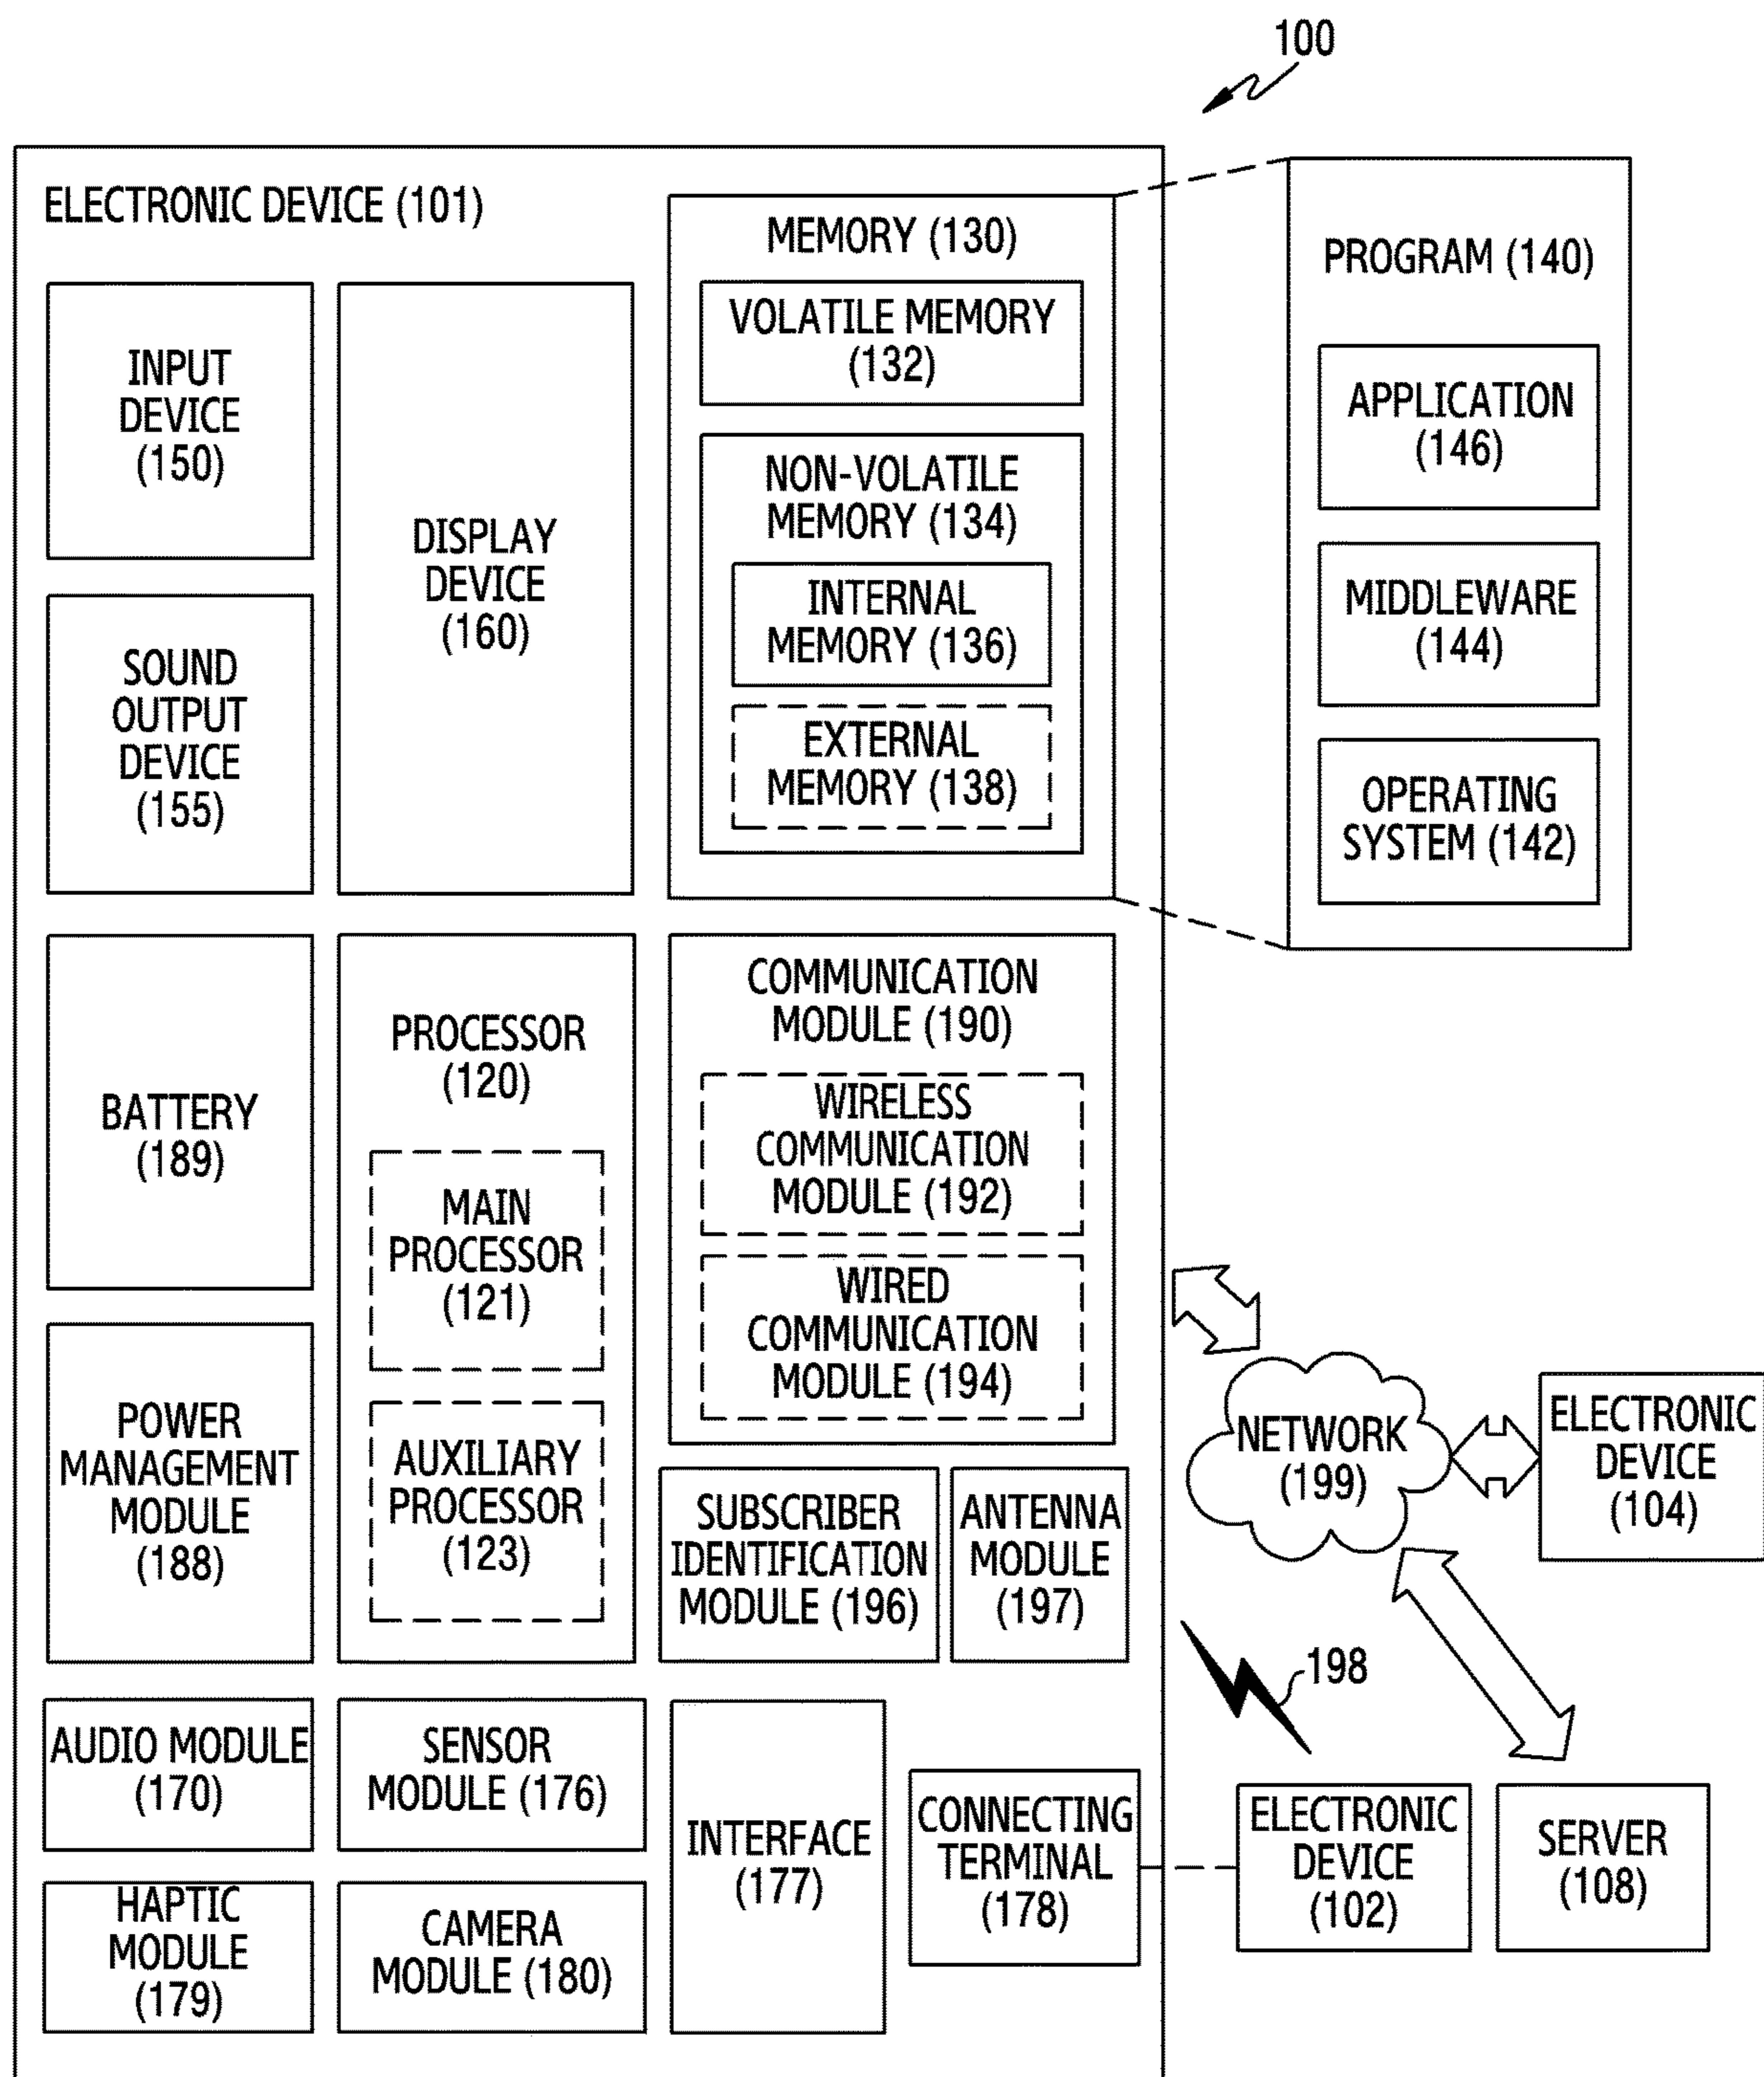 100
ELECTRONIC DEVICE (101)
INPUT
DEVICE
(150)
DISPLAY
DEVICE
(160)
MEMORY (130)
VOLATILE MEMORY
(132)
NON-VOLATILE
MEMORY (134)
INTERNAL
MEMORY (136)
EXTERNAL
MEMORY (138)
PROGRAM (140)
APPLICATION
(146)
MIDDLEWARE
(144)
OPERATING
SYSTEM (142)
SOUND
OUTPUT
DEVICE
(155)
BATTERY
(189)
PROCESSOR
(120)
MAIN
PROCESSOR
(121)
AUXILIARY
PROCESSOR
(123)
COMMUNICATION
MODULE (190)
WIRELESS
COMMUNICATION
MODULE (192)
WIRED
COMMUNICATION
MODULE (194)
POWER
MANAGEMENT
MODULE
(188)
SUBSCRIBER
IDENTIFICATION
MODULE (196)
ANTENNA
MODULE
(197)
NETWORK
(199)
ELECTRONIC
DEVICE
(104)
198
AUDIO MODULE
(170)
SENSOR
MODULE (176)
INTERFACE
(177)
CONNECTING
TERMINAL
(178)
ELECTRONIC
DEVICE
(102)
SERVER
(108)
HAPTIC
MODULE
(179)
CAMERA
MODULE (180)